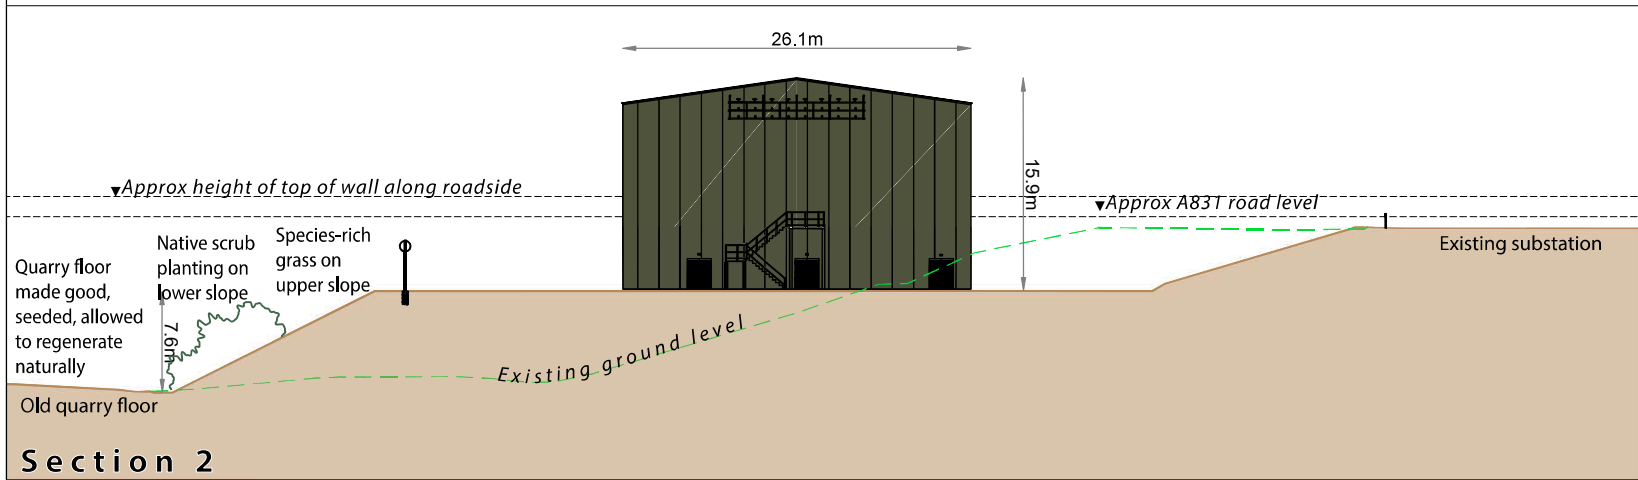 26.1m
15.9m
Approx height of top of wall along roadside
Approx A831 road level
Existing substation
Species-rich
grass on
upper slope
Native scrub
planting on
lower slope
Quarry floor
made good,
seeded, allowed
to regenerate
naturally
7.6m
Existing ground level
Old quarry floor
Section 2